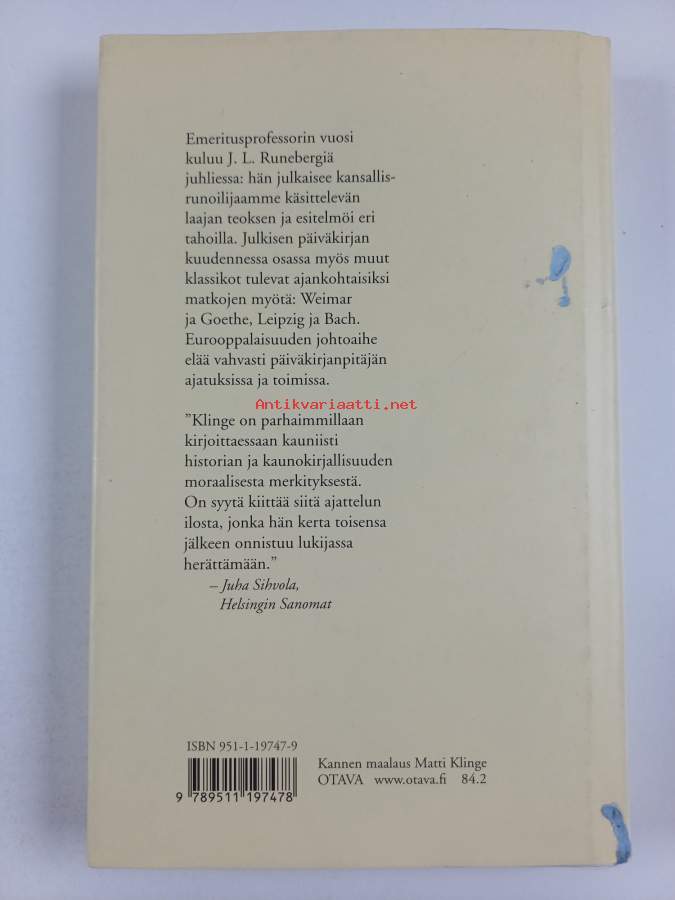 Emeritusprofessorin vuosi
kuluu J. L. Runebergiä
juhliessa: hän julkaisee kansallis-
runoilijaamme käsittelevän
laajan teoksen ja esitelmöi eri
tahoilla. Julkisen päiväkirjan
kuudennessa osassa myös muut
klassikot tulevat ajankohtaisiksi
matkojen myötä: Weimar
ja Goethe, Leipzig ja Bach.
Eurooppalaisuuden johtoaihe
elää vahvasti päiväkirjanpitäjän
ajatuksissa ja toimissa.
Antikvariaatti.net
”Klinge on parhaimmillaan
kirjoittaessaan kauniisti
historian ja kaunokirjallisuuden
moraalisesta merkityksestä.
On syytä kiittää siitä ajattelun
ilosta, jonka hän kerta toisensa
jälkeen onnistuu lukijassa
herättämään.”
– Juha Sihvola,
Helsingin Sanomat
ISBN 951-1-19747-9
9 789511 197478
Kannen maalaus Matti Klinge
OTAVA www.otava.fi 84.2